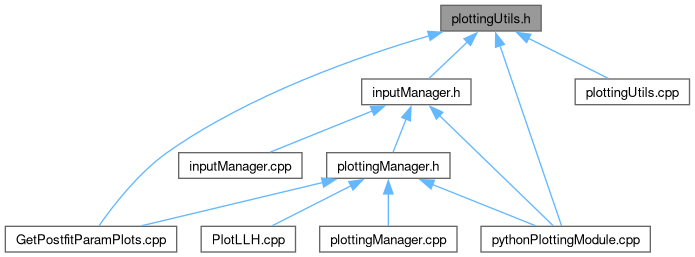 plottingUtils.h
inputManager.h
plottingUtils.cpp
inputManager.cpp
plottingManager.h
GetPostfitParamPlots.cpp
PlotLLH.cpp
plottingManager.cpp
pythonPlottingModule.cpp